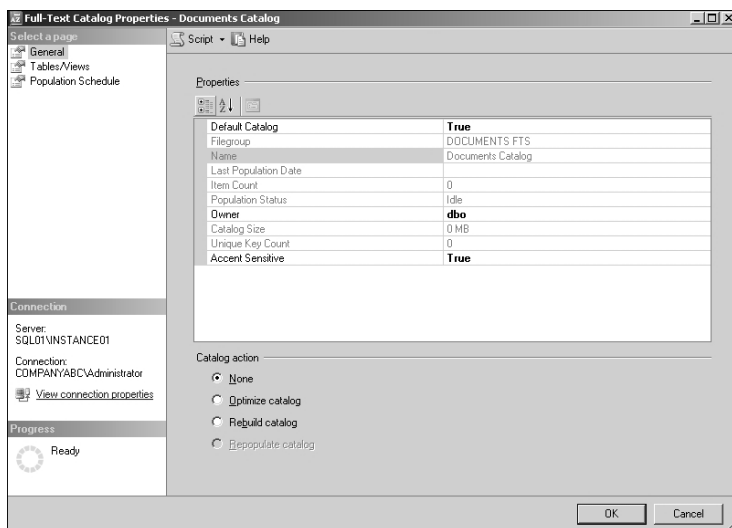 Full-Text Catalog Properties - Documents Catalog
Select a page
General
Tables/Views
Population Schedule
Script
Help
Properties
Default Catalog True
Filegroup DOCUMENTS FTS
Name Documents Catalog
Last Population Date
Item Count 0
Population Status Idle
Owner dbo
Catalog Size 0 MB
Unique Key Count 0
Accent Sensitive True
Connection
Server:
SQL01\INSTANCE01
Connection:
COMPANYABC\Administrator
View connection properties
Progress
Ready
Catalog action
None
Optimize catalog
Rebuild catalog
Repopulate catalog
OK
Cancel